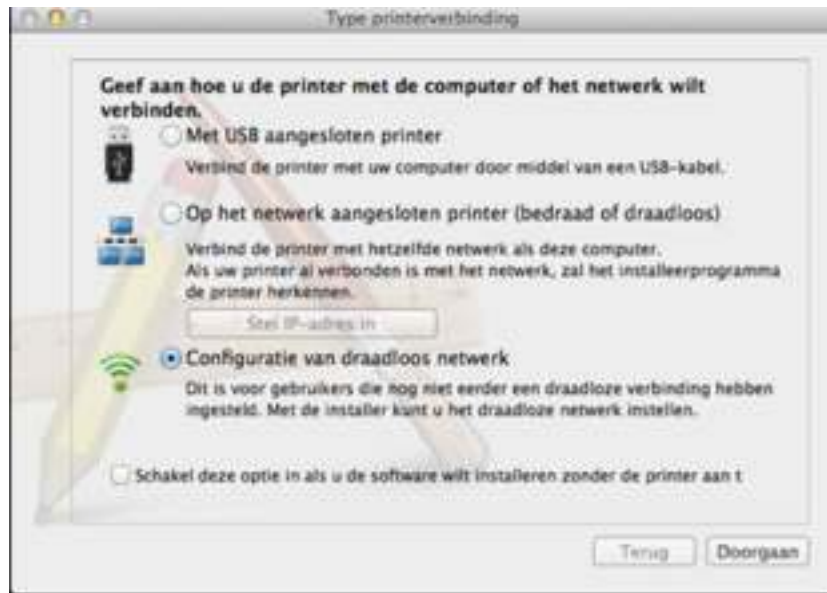 Type printerverbinding
Geef aan hoe u de printer met de computer of het netwerk wilt
verbinden.
Met USB aangesloten printer
Verbind de printer met uw computer door middel van een USB-kabel.
Op het netwerk aangesloten printer (bedraad of draadloos)
Verbind de printer met hetzelfde netwerk als deze computer.
Als uw printer al verbonden is met het netwerk, zal het installeerprogramma
de printer herkennen.
Stel IP-adres in
Configuratie van draadloos netwerk
Dit is voor gebruikers die nog niet eerder een draadloze verbinding hebben
ingesteld. Met de installer kunt u het draadloze netwerk instellen.
Schakel deze optie in als u de software wilt installeren zonder de printer aan t
Terug
Doorgaan